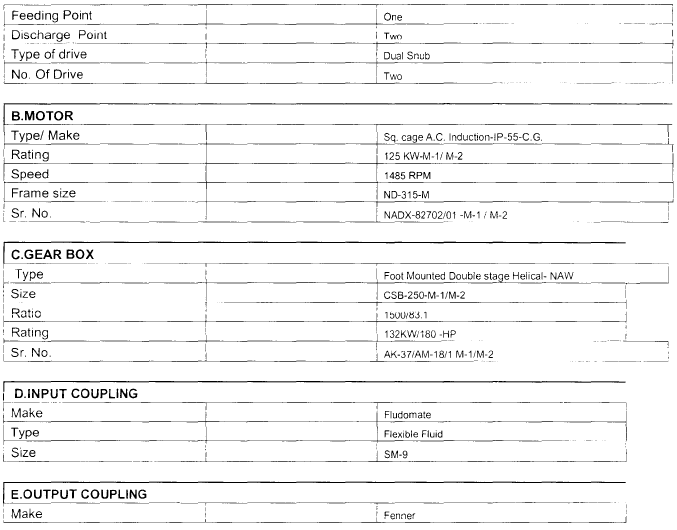 Feeding Point One
Discharge Point Two
Type of drive Dual Snub
No. Of Drive Two
B.MOTOR
Type/ Make Sq. cage A.C. Induction-IP-55-C.G.
Rating 125 KW-M-1/ M-2
Speed 1485 RPM
Frame size ND-315-M
Sr. No. NADX-82702/01 -M-1 / M-2
C.GEAR BOX
Type Foot Mounted Double stage Helical- NAW
Size CSB-250-M-1/M-2
Ratio 1500/83.1
Rating 132KW/180 -HP
Sr. No. AK-37/AM-18/1 M-1/M-2
D.INPUT COUPLING
Make Fludomate
Type Flexible Fluid
Size SM-9
E.OUTPUT COUPLING
Make Fenner